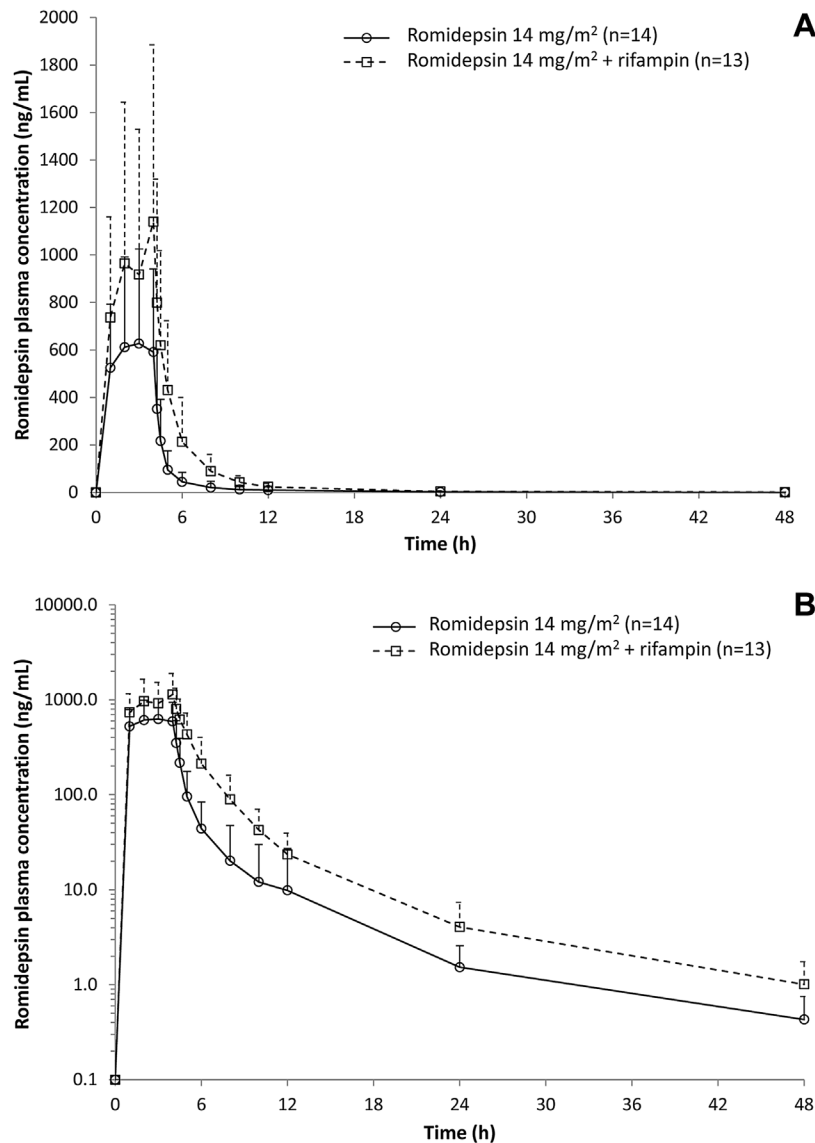 A
Romidepsin 14 mg/m² (n=14)
Romidepsin 14 mg/m² + rifampin (n=13)
Romidepsin plasma concentration (ng/mL)
2000
1800
1600
1400
1200
1000
800
600
400
200
0
0 6 12 18 24 30 36 42 48
Time (h)
B
Romidepsin 14 mg/m² (n=14)
Romidepsin 14 mg/m² + rifampin (n=13)
Romidepsin plasma concentration (ng/mL)
10000.0
1000.0
100.0
10.0
1.0
0.1
0 6 12 18 24 30 36 42 48
Time (h)